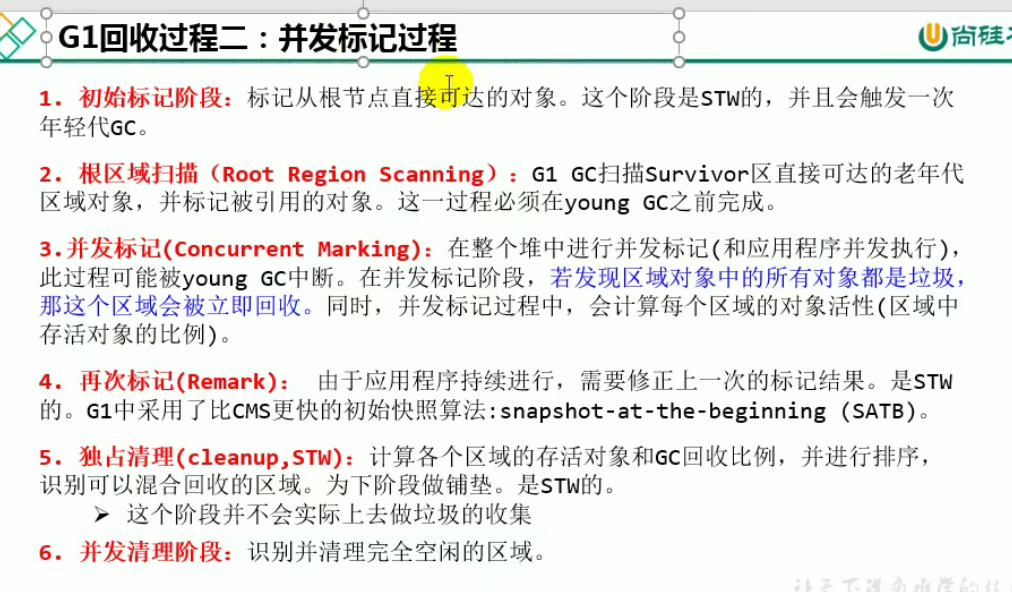 G1回收过程二：并发标记过程
尚硅
1. 初始标记阶段：标记从根节点直接可达的对象。这个阶段是STW的，并且会触发一次
年轻代GC。
2. 根区域扫描（Root Region Scanning）：G1 GC扫描Survivor区直接可达的老年代
区域对象，并标记被引用的对象。这一过程必须在young GC之前完成。
3.并发标记(Concurrent Marking)：在整个堆中进行并发标记(和应用程序并发执行)，
此过程可能被young GC中断。在并发标记阶段，若发现区域对象中的所有对象都是垃圾，
那这个区域会被立即回收。同时，并发标记过程中，会计算每个区域的对象活性(区域中
存活对象的比例)。
4. 再次标记(Remark)： 由于应用程序持续进行，需要修正上一次的标记结果。是STW
的。G1中采用了比CMS更快的初始快照算法:snapshot-at-the-beginning (SATB)。
5. 独占清理(cleanup,STW)：计算各个区域的存活对象和GC回收比例，并进行排序，
识别可以混合回收的区域。为下阶段做铺垫。是STW的。
➢ 这个阶段并不会实际上去做垃圾的收集
6. 并发清理阶段：识别并清理完全空闲的区域。
让天下没有难学的技